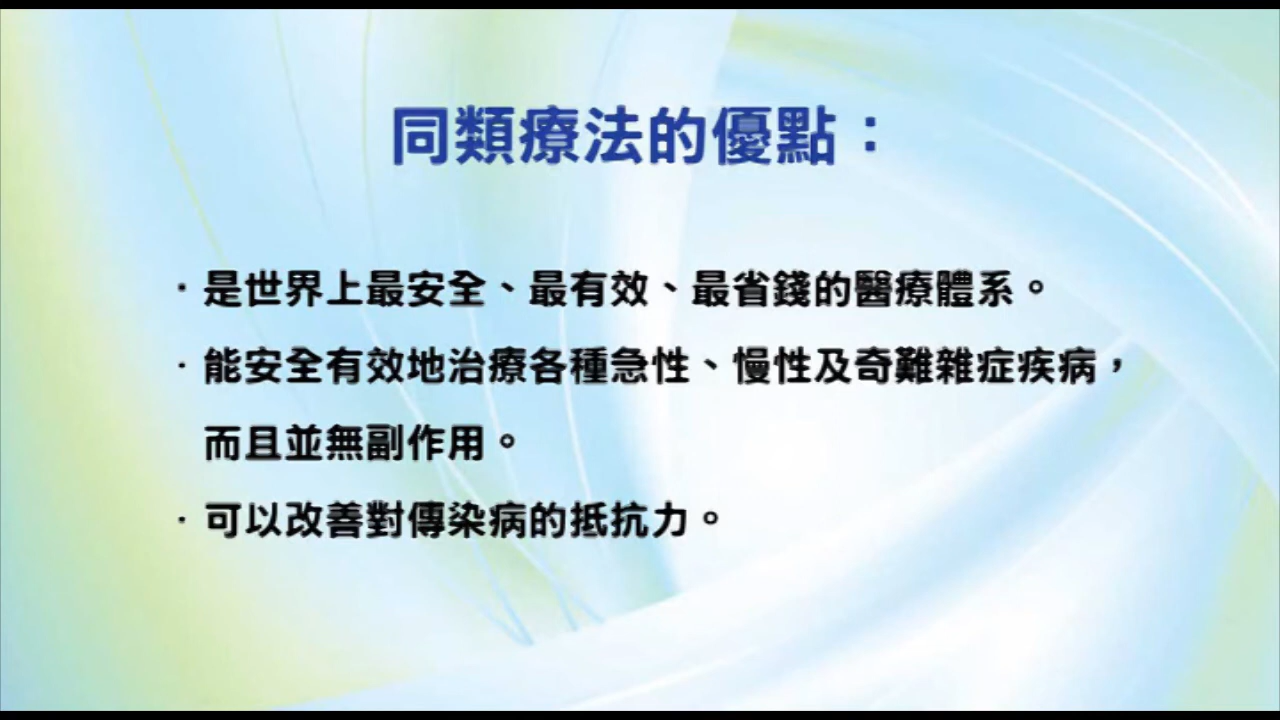 同類療法的優點：
·是世界上最安全、最有效、最省錢的醫療體系。
·能安全有效地治療各種急性、慢性及奇難雜症疾病，
而且並無副作用。
·可以改善對傳染病的抵抗力。